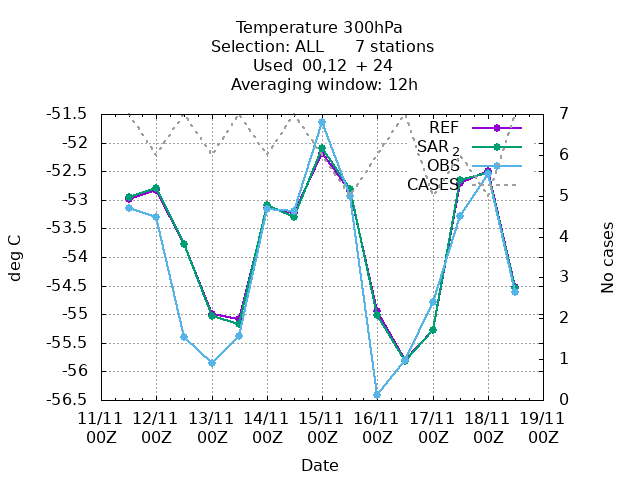 Temperature 300hPa
Selection: ALL 7 stations
Used 00,12 + 24
Averaging window: 12h
-51.5
-52
-52.5
-53
-53.5
-54
-54.5
-55
-55.5
-56
-56.5
deg C
7
6
5
4
3
2
1
0
No cases
REF
SAR 2
OBS
CASES
11/11 12/11 13/11 14/11 15/11 16/11 17/11 18/11 19/11
00Z 00Z 00Z 00Z 00Z 00Z 00Z 00Z 00Z
Date